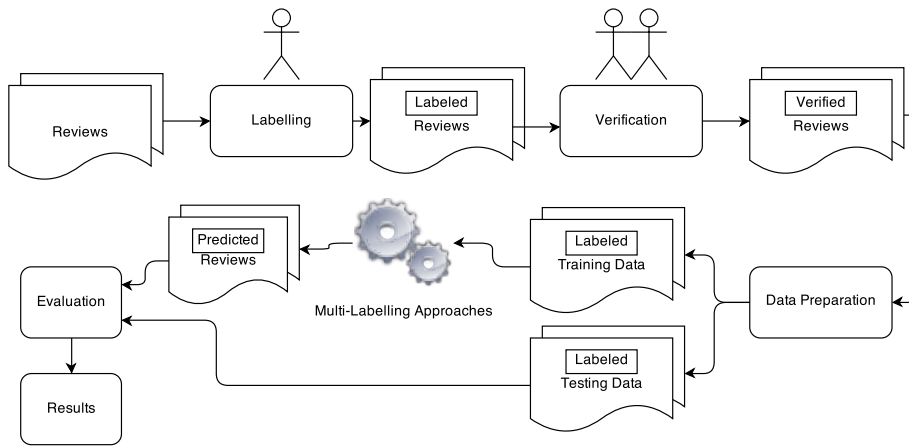 Reviews
Labelling
Labeled
Reviews
Verification
Verified
Reviews
Predicted
Reviews
Multi-Labelling Approaches
Labeled
Training Data
Data Preparation
Evaluation
Labeled
Testing Data
Results